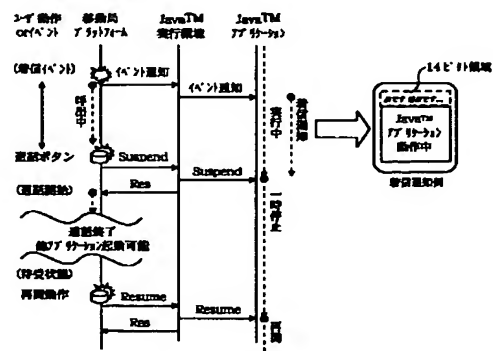 ユーザ動作
orイベント
移動局
プラットフォーム
Java™
実行領域
Java™
アプリケーション
(着信イベント)
イベント通知
イベント通知
呼出中
実行中
14ビット領域
Java™
アプリケーション
動作中
着信通知例
通話ボタン
Suspend
Suspend
Res
(通話開始)
一時停止
通話終了
他アプリケーション起動可能
(待受状態)
再開動作
Resume
Resume
Res
再開